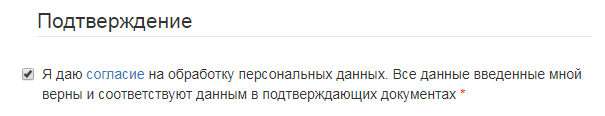 Подтверждение
Я даю согласие на обработку персональных данных. Все данные введенные мной
верны и соответствуют данным в подтверждающих документах *